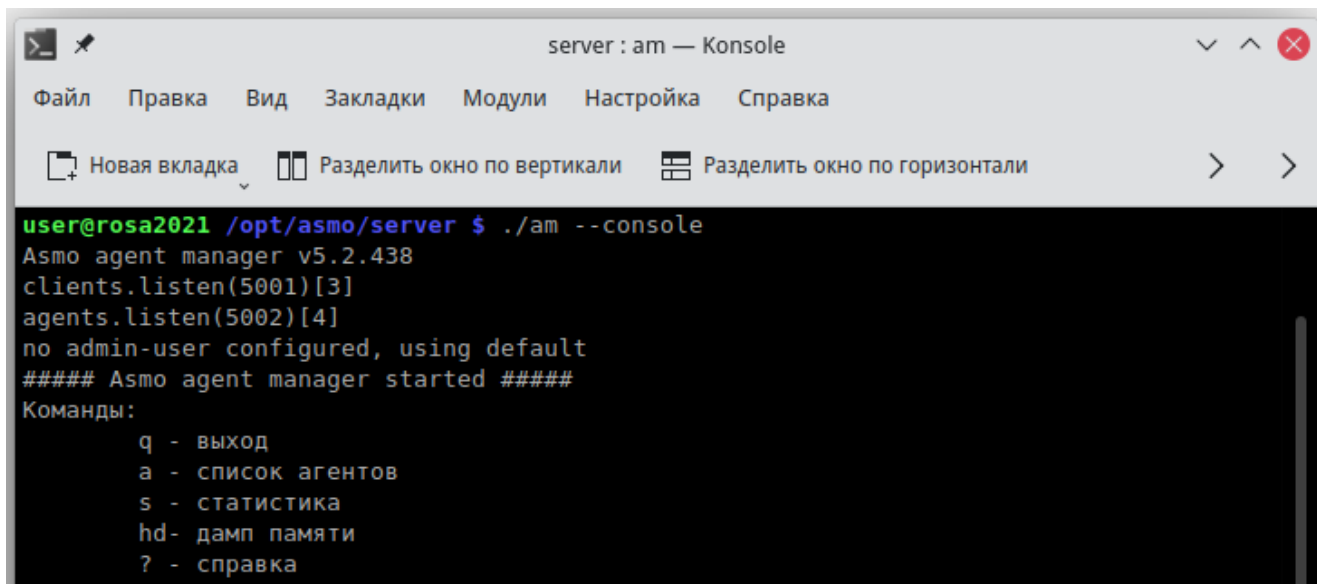 server : am — Konsole
Файл Правка Вид Закладки Модули Настройка Справка
Новая вкладка Разделить окно по вертикали Разделить окно по горизонтали
user@rosa2021 /opt/asmo/server $ ./am --console
Asmo agent manager v5.2.438
clients.listen(5001)[3]
agents.listen(5002)[4]
no admin-user configured, using default
##### Asmo agent manager started #####
Команды:
q - выход
a - список агентов
s - статистика
hd- дамп памяти
? - справка